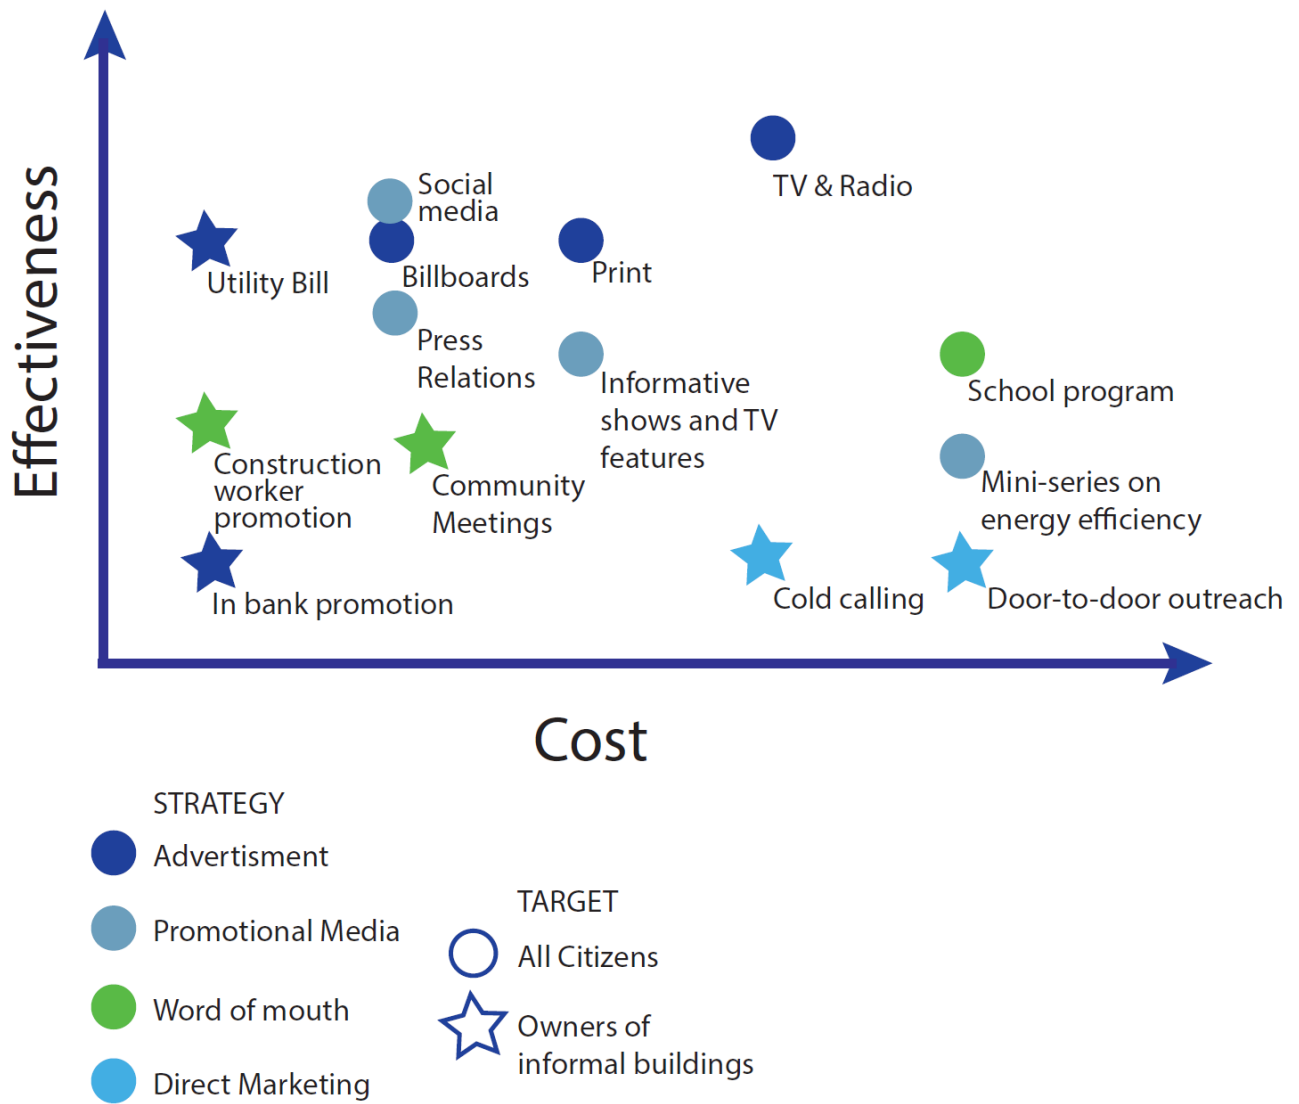 Effectiveness
TV & Radio
Social
media
Utility Bill
Billboards
Print
Press
Relations
Informative
shows and TV
features
School program
Construction
worker
promotion
Community
Meetings
Mini-series on
energy efficiency
In bank promotion
Cold calling
Door-to-door outreach
Cost
STRATEGY
Advertisment
Promotional Media
Word of mouth
Direct Marketing
TARGET
All Citizens
Owners of
informal buildings